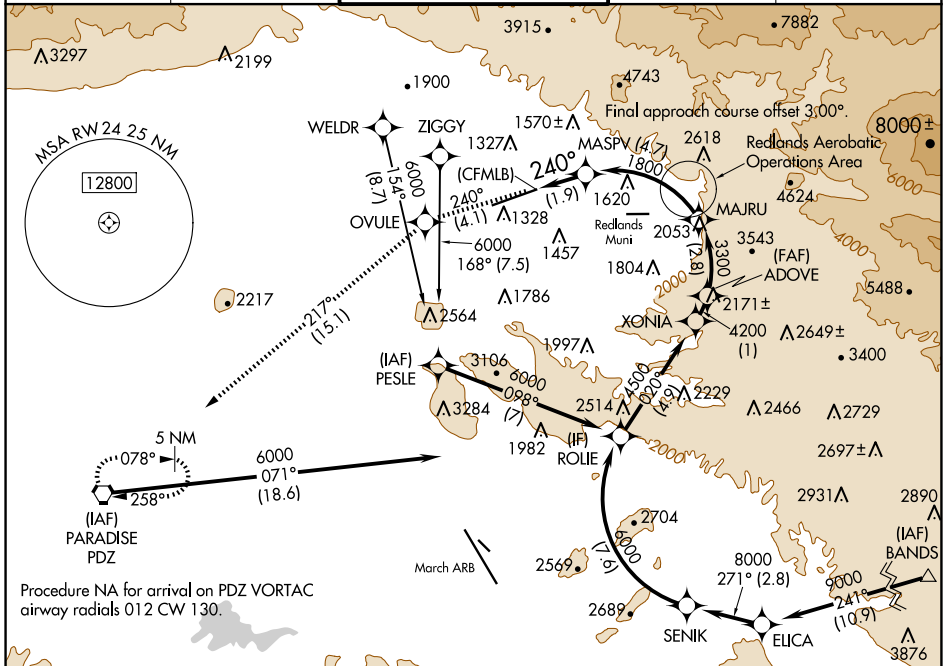 3915
7882
3297
2199
4743
1900
Final approach course offset 3.00°.
MSA RW24 25 NM
12800
WELDR
ZIGGY
1570±
1327
2618
8000±
Redlands Aerobatic
Operations Area
MASPV
(4.7)
1800
(CFMLB)
240°
(1.9)
1620
4624
6000
6000
154°
(8.7)
240°
(4.1)
1328
OVULE
Redlands
Muni
2053
MAJRU
4000
6000
168° (7.5)
1457
1804
(2.8)
3300
3543
(FAF)
ADOVE
5488
2000
2217
217°
(15.1)
1786
2564
2171±
XONIA
4200
(1)
2649±
3400
1997
(IAF)
PESLE
3106
6000
098°
(7)
4500
020°
(4.9)
2229
3284
2514
2466
2729
1982
(IF)
ROLIE
2000
2697±
5 NM
078°
258°
6000
071°
(18.6)
2931
2890
(IAF)
PARADISE
PDZ
2704
(IAF)
BANDS
6000
(7.6)
March ARB
2569
8000
271° (2.8)
9000
241°
(10.9)
Procedure NA for arrival on PDZ VORTAC
airway radials 012 CW 130.
2689
SENIK
ELICA
3876